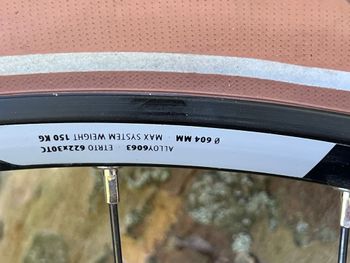 ALLOY6063 ETRTO 622x30TC
Ø 604 MM MAX SYSTEM WEIGHT 150 KG